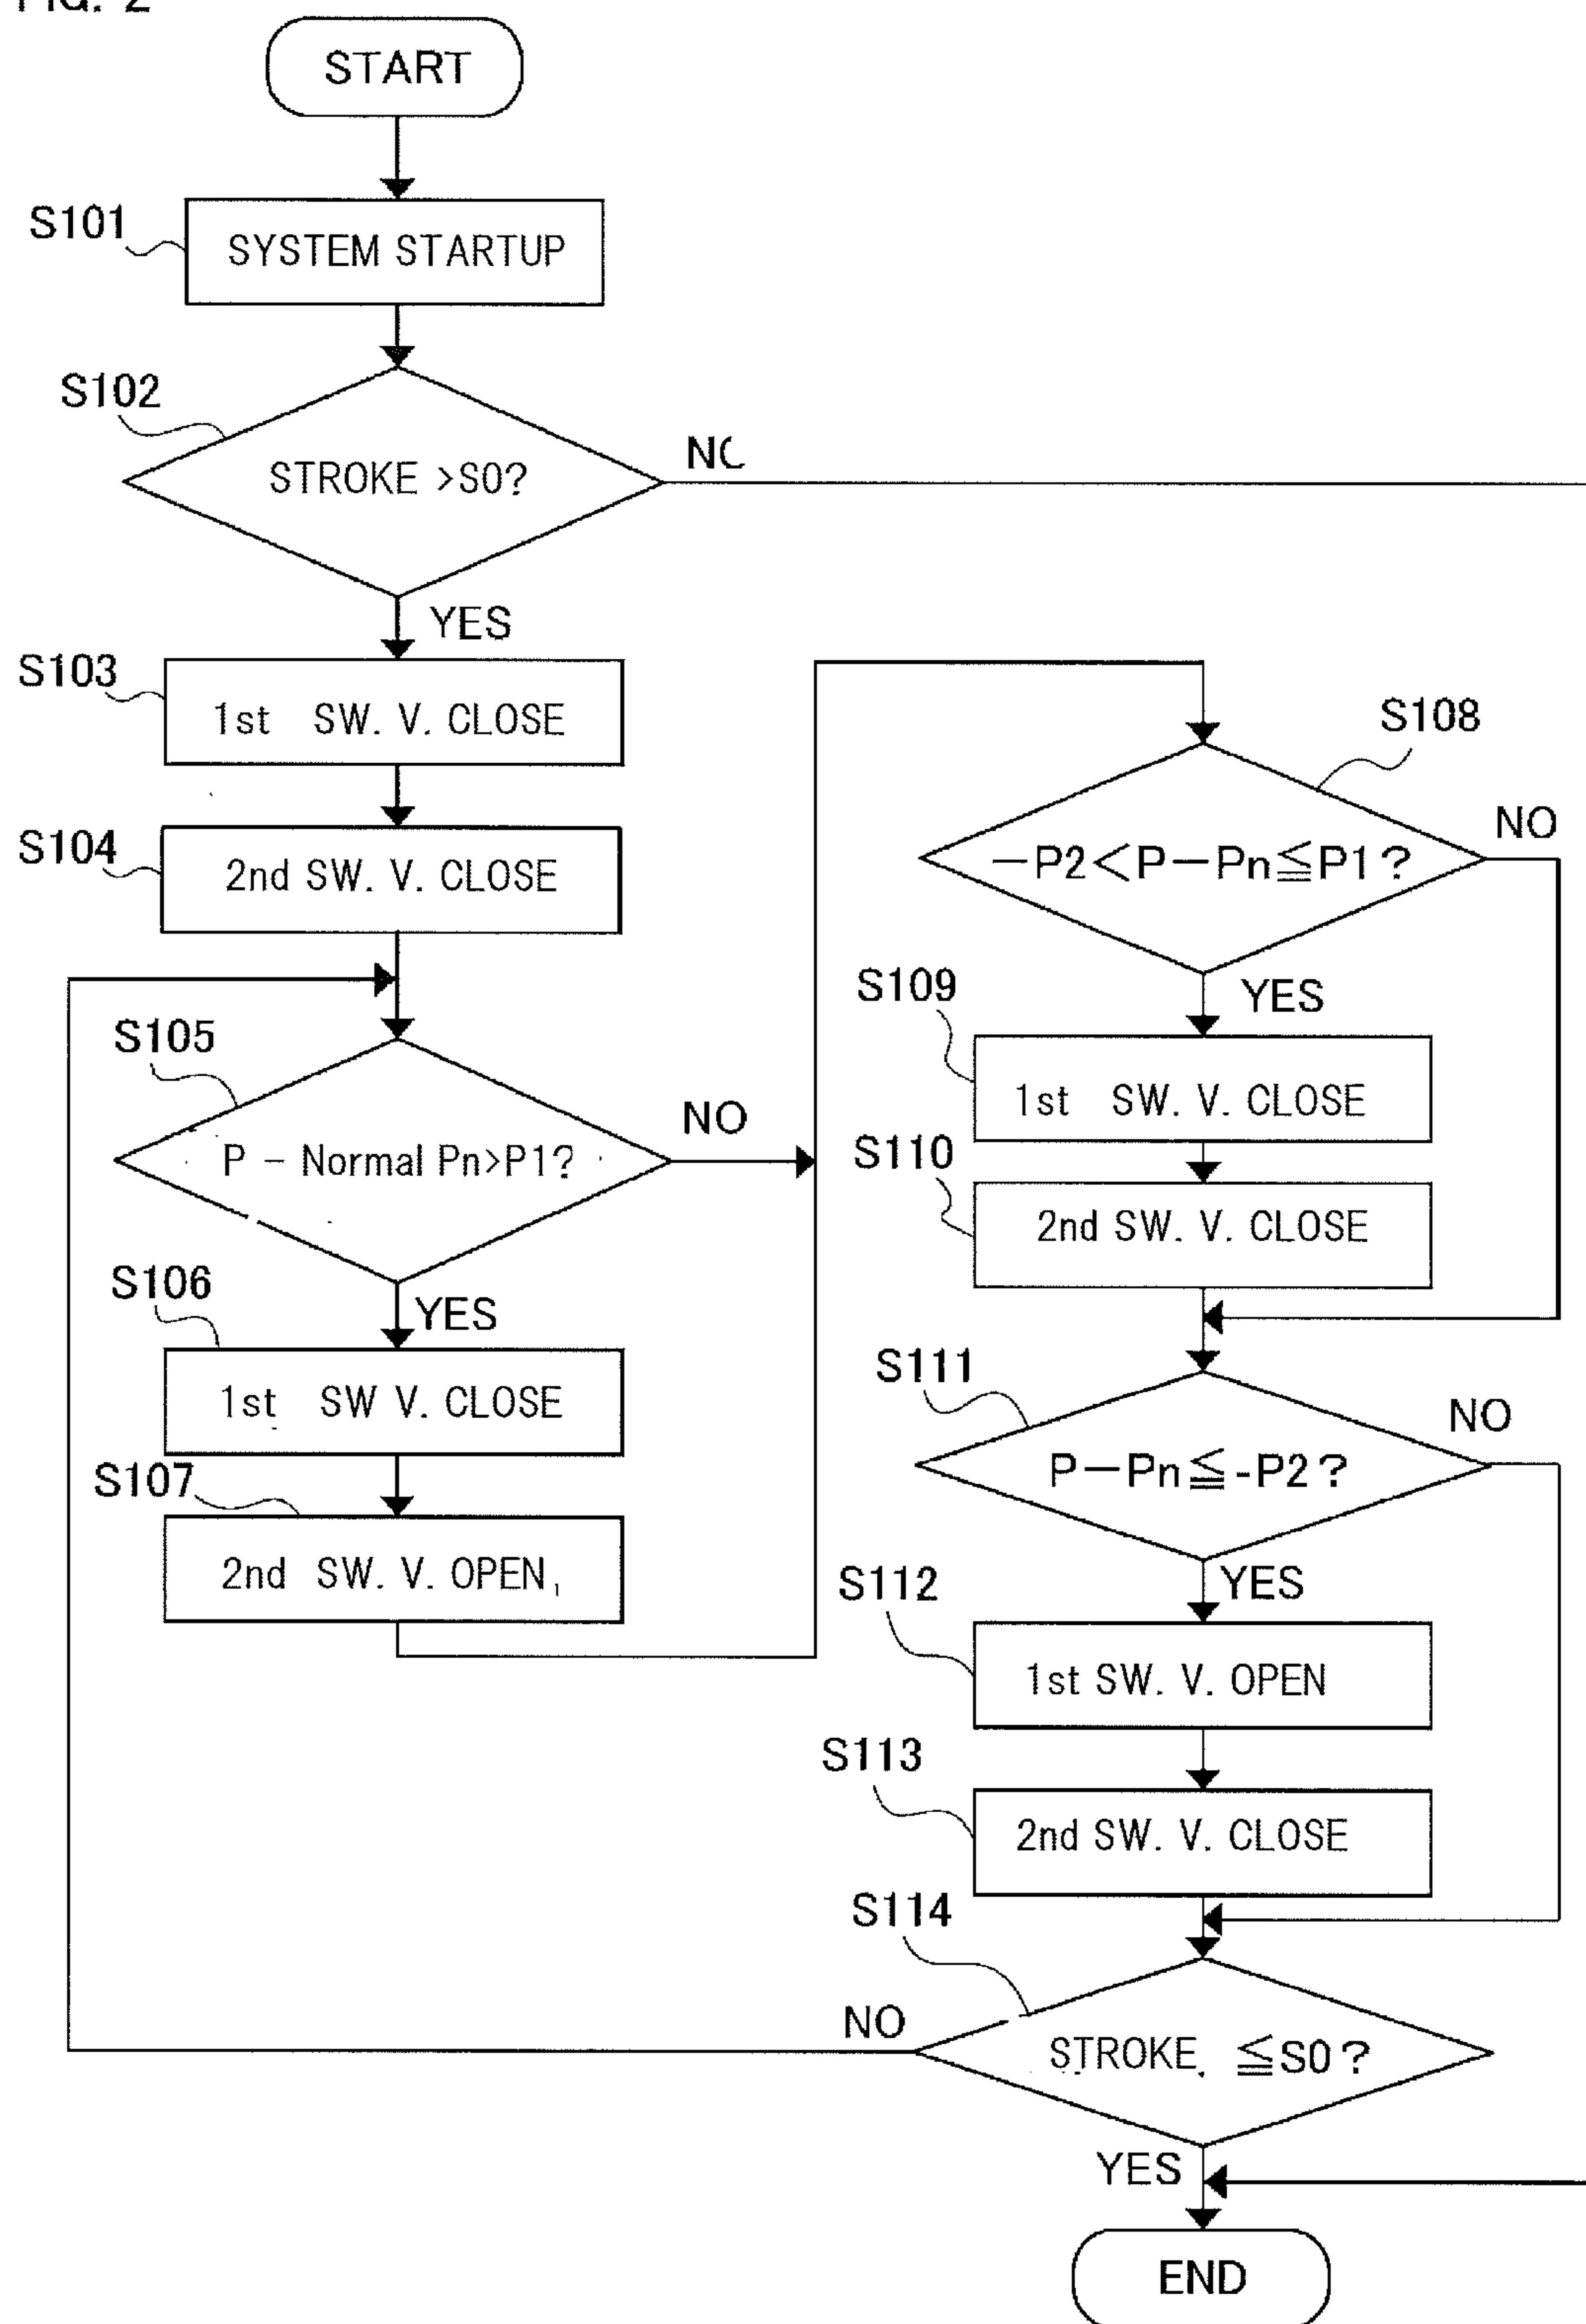 FIG. 2
START
S101
SYSTEM STARTUP
S102
STROKE >S0?
NO
YES
S103
1st SW. V. CLOSE
S104
2nd SW. V. CLOSE
S105
P - Normal Pn>P1?
NO
YES
S106
1st SW V. CLOSE
S107
2nd SW. V. OPEN
S108
-P2<P-Pn≦P1?
NO
YES
S109
1st SW. V. CLOSE
S110
2nd SW. V. CLOSE
S111
P-Pn≦-P2?
NO
YES
S112
1st SW. V. OPEN
S113
2nd SW. V. CLOSE
S114
STROKE ≦S0?
NO
YES
END